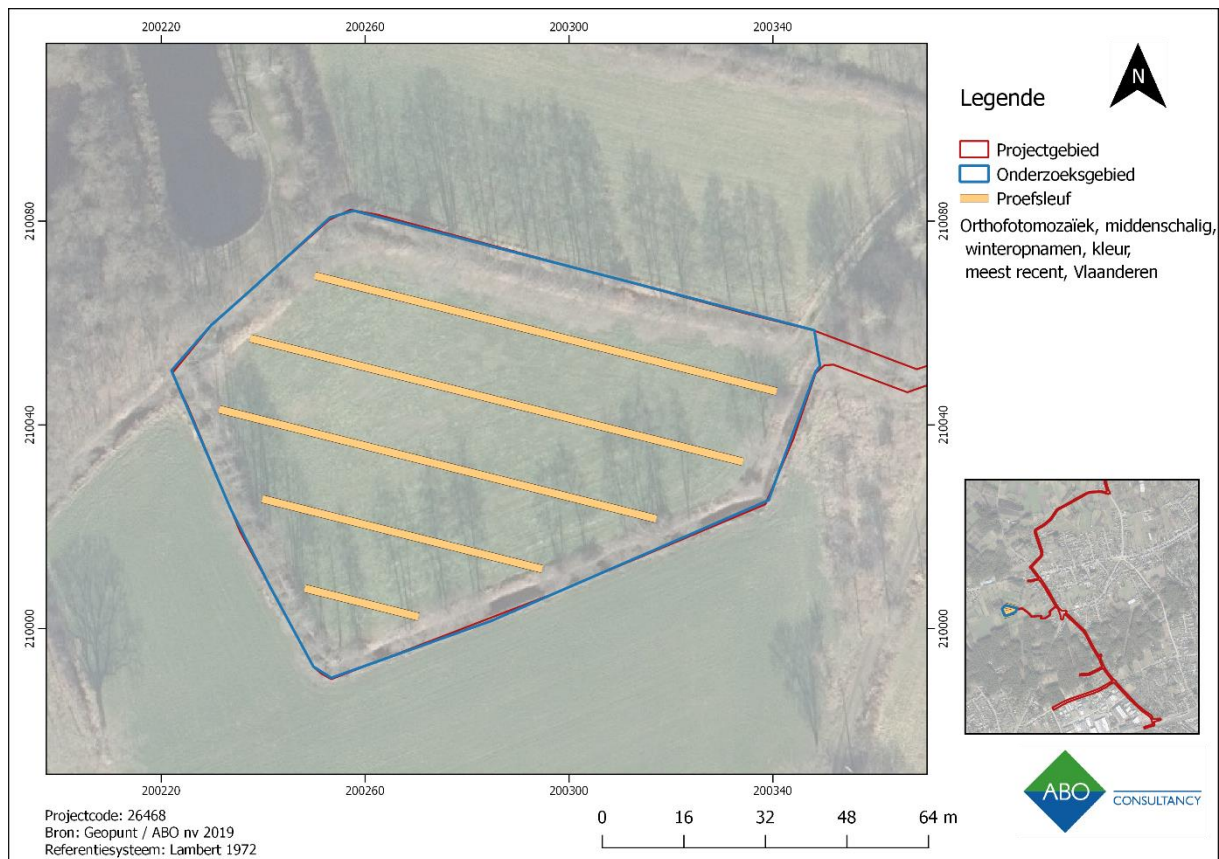 200220 200260 200300 200340
210080 210080
210040 210040
210000 210000
200220 200260 200300 200340
N
Legende
Projectgebied
Onderzoeksgebied
Proefsleuf
Orthofotomozaïek, middenschalig,
winteropnamen, kleur,
meest recent, Vlaanderen
ABO CONSULTANCY
Projectcode: 26468
Bron: Geopunt / ABO nv 2019
Referentiesysteem: Lambert 1972
0 16 32 48 64 m